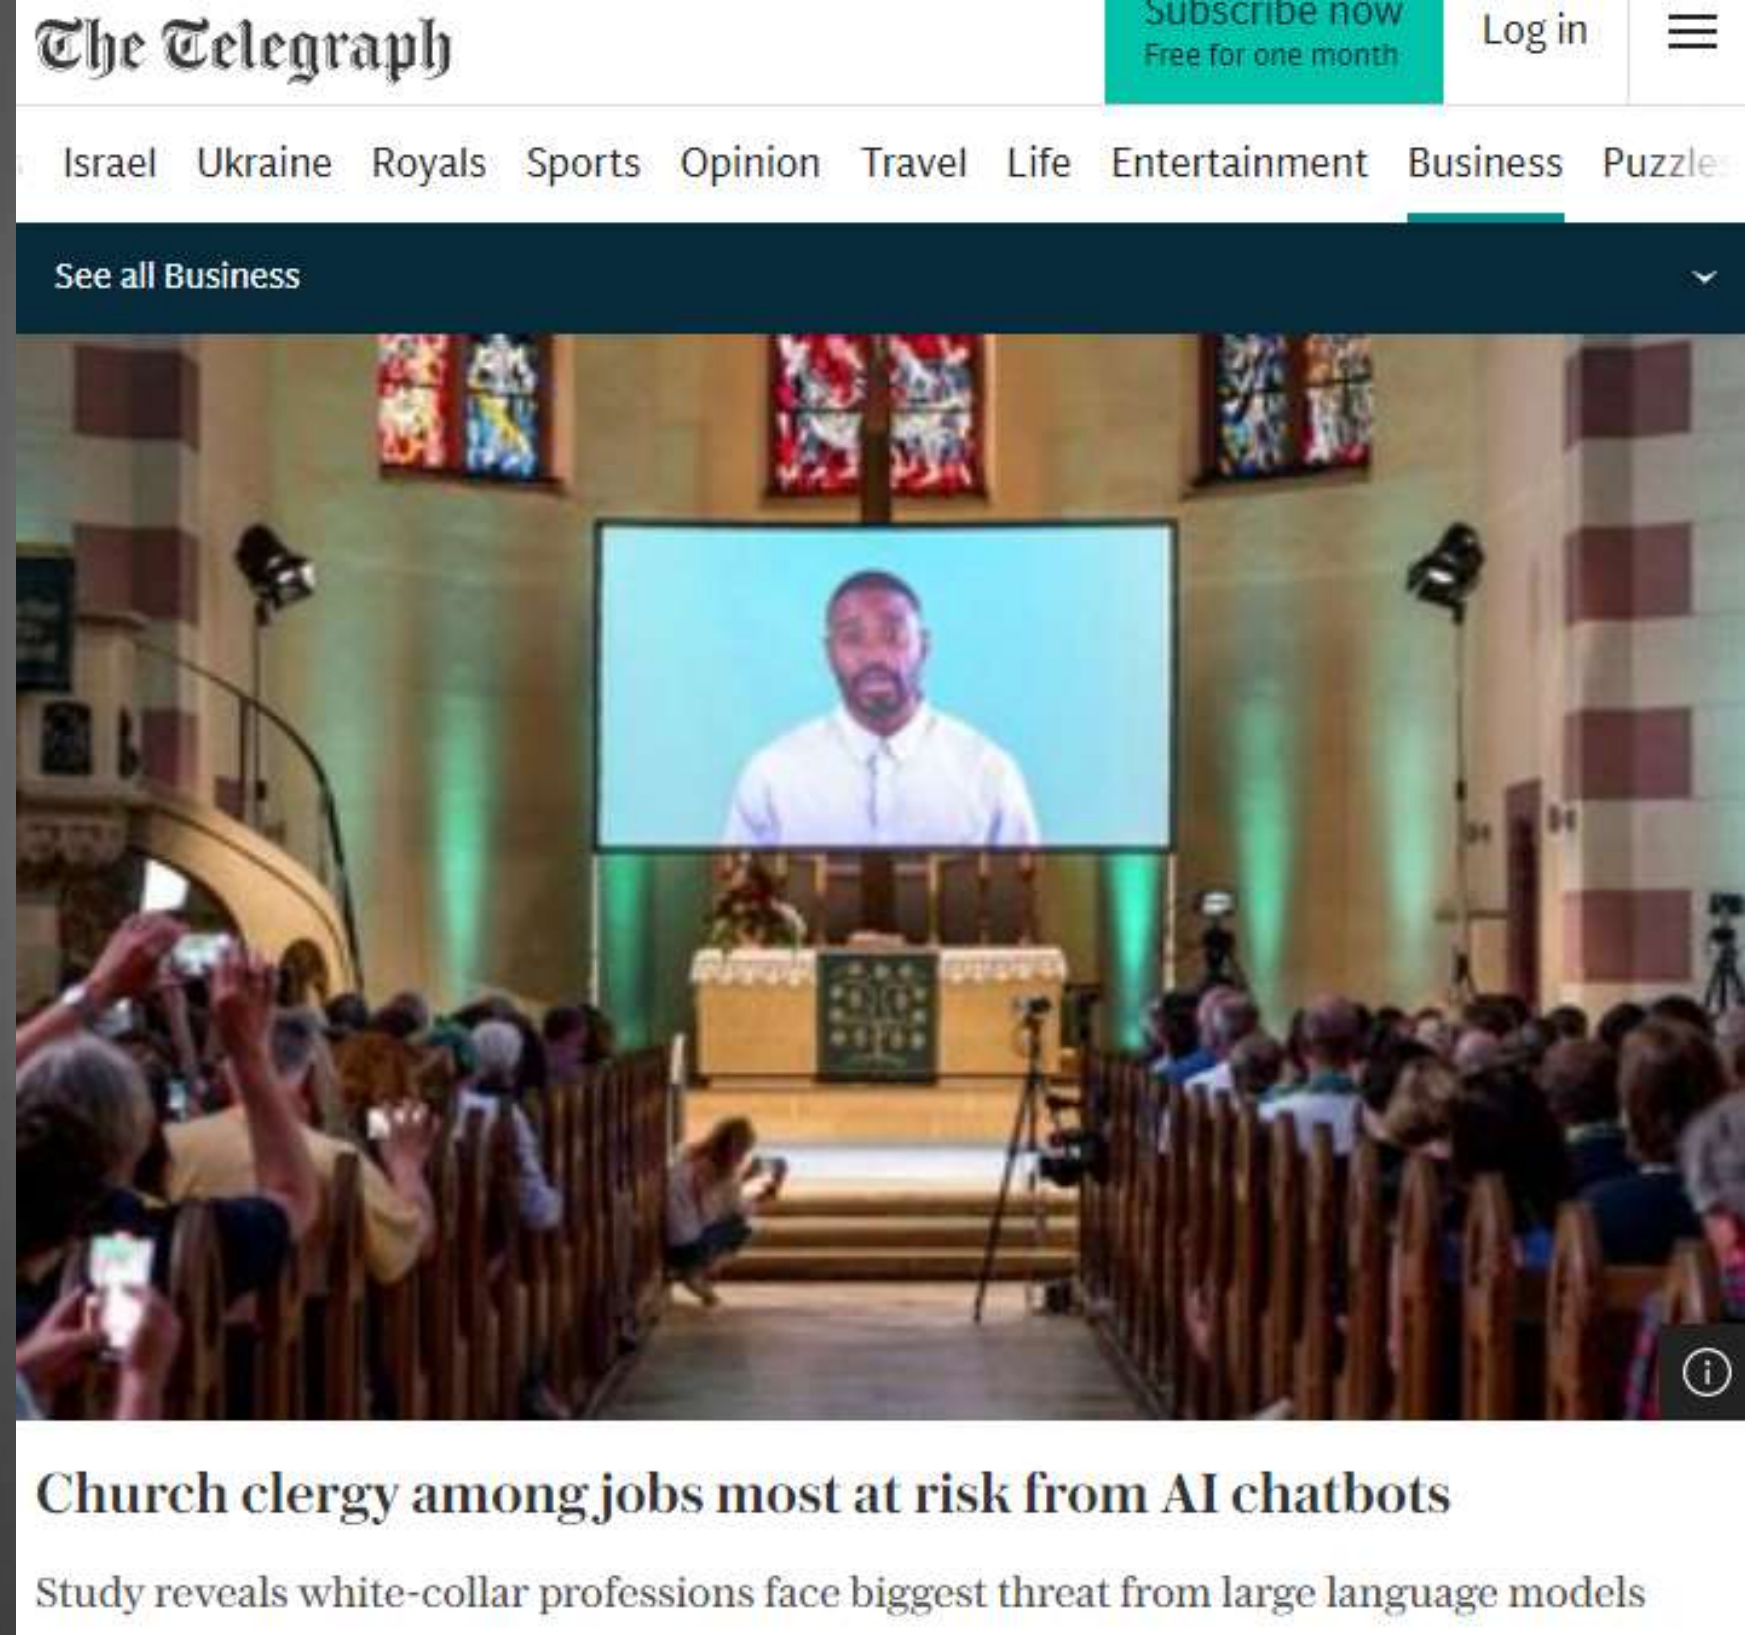 The Telegraph
Subscribe now
Free for one month
Log in
Israel Ukraine Royals Sports Opinion Travel Life Entertainment Business Puzzles
See all Business
Church clergy among jobs most at risk from AI chatbots
Study reveals white-collar professions face biggest threat from large language models